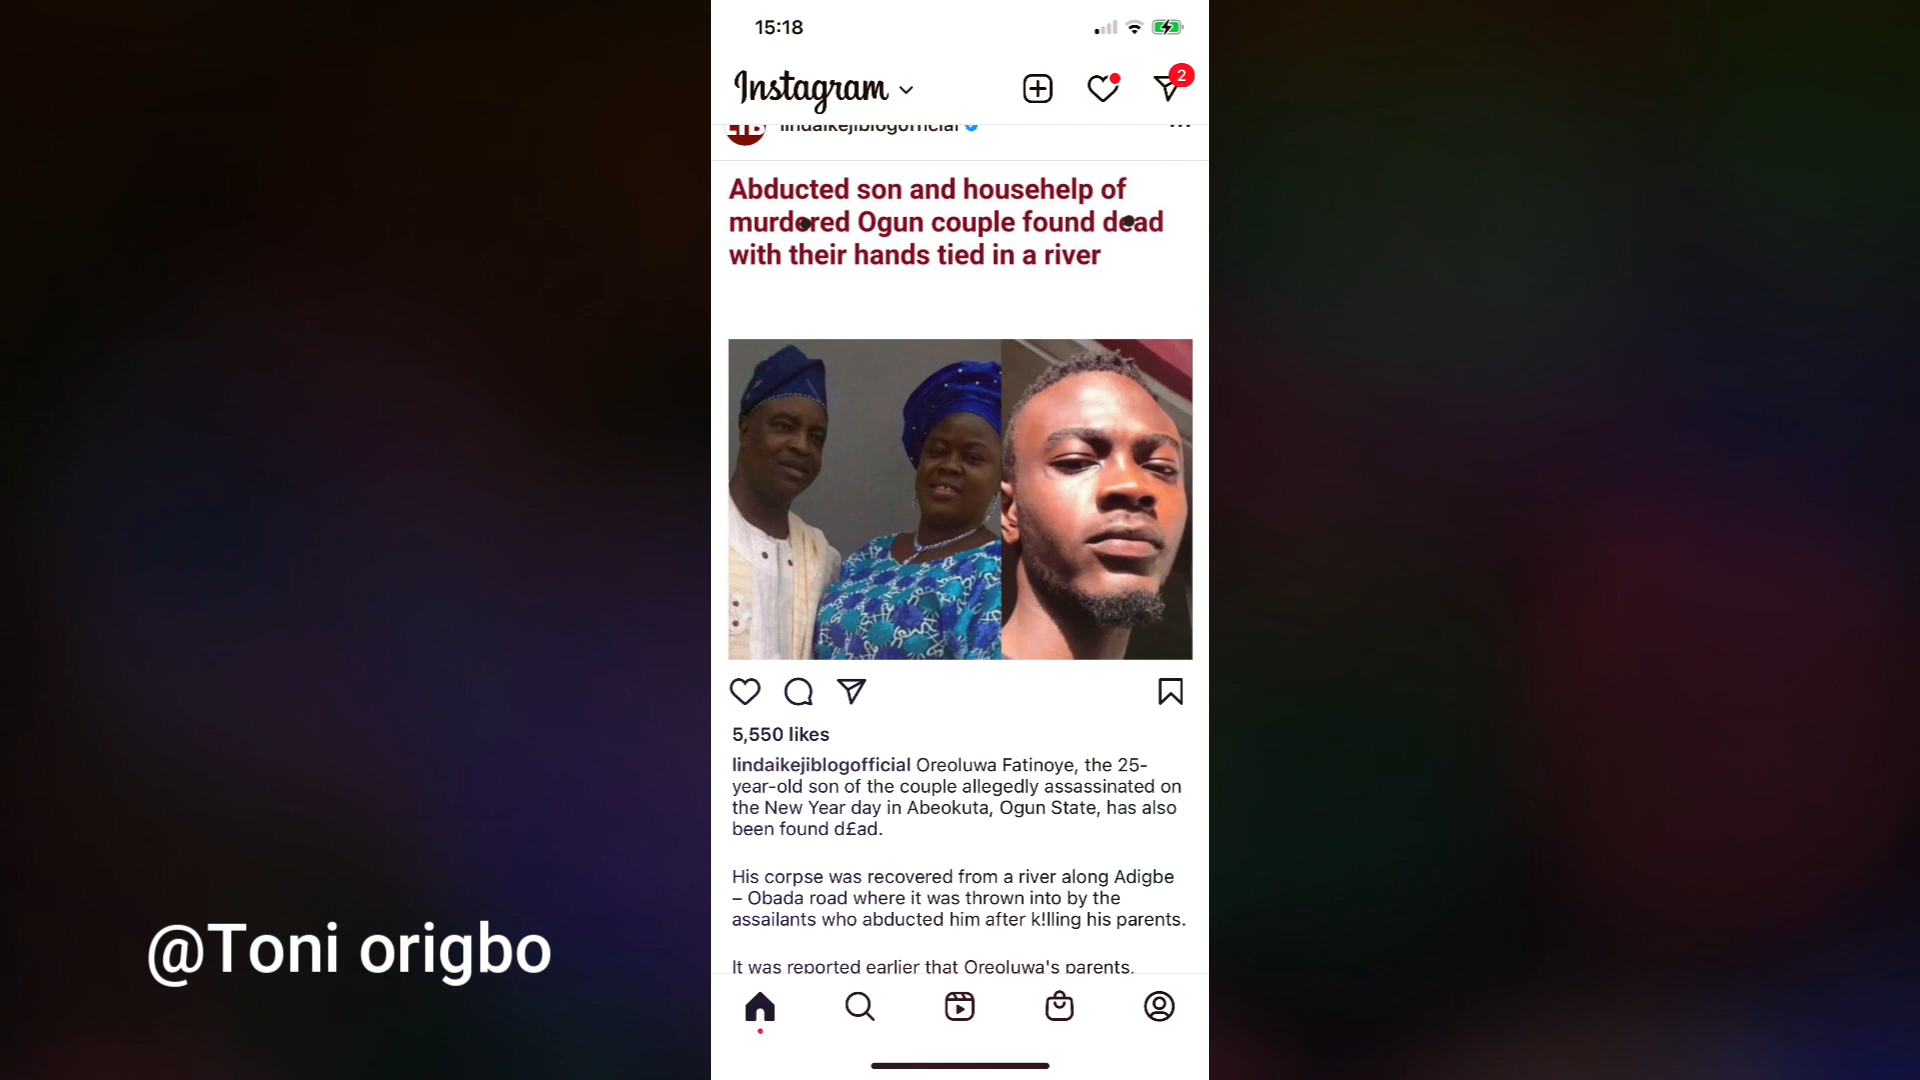 15:18
Instagram
2
lindaikejiblogofficial
Abducted son and househelp of
murdered Ogun couple found dead
with their hands tied in a river
5,550 likes
lindaikejiblogofficial Oreoluwa Fatinoye, the 25-
year-old son of the couple allegedly assassinated on
the New Year day in Abeokuta, Ogun State, has also
been found d£ad.
His corpse was recovered from a river along Adigbe
– Obada road where it was thrown into by the
assailants who abducted him after k!lling his parents.
It was reported earlier that Oreoluwa's parents,
@Toni origbo